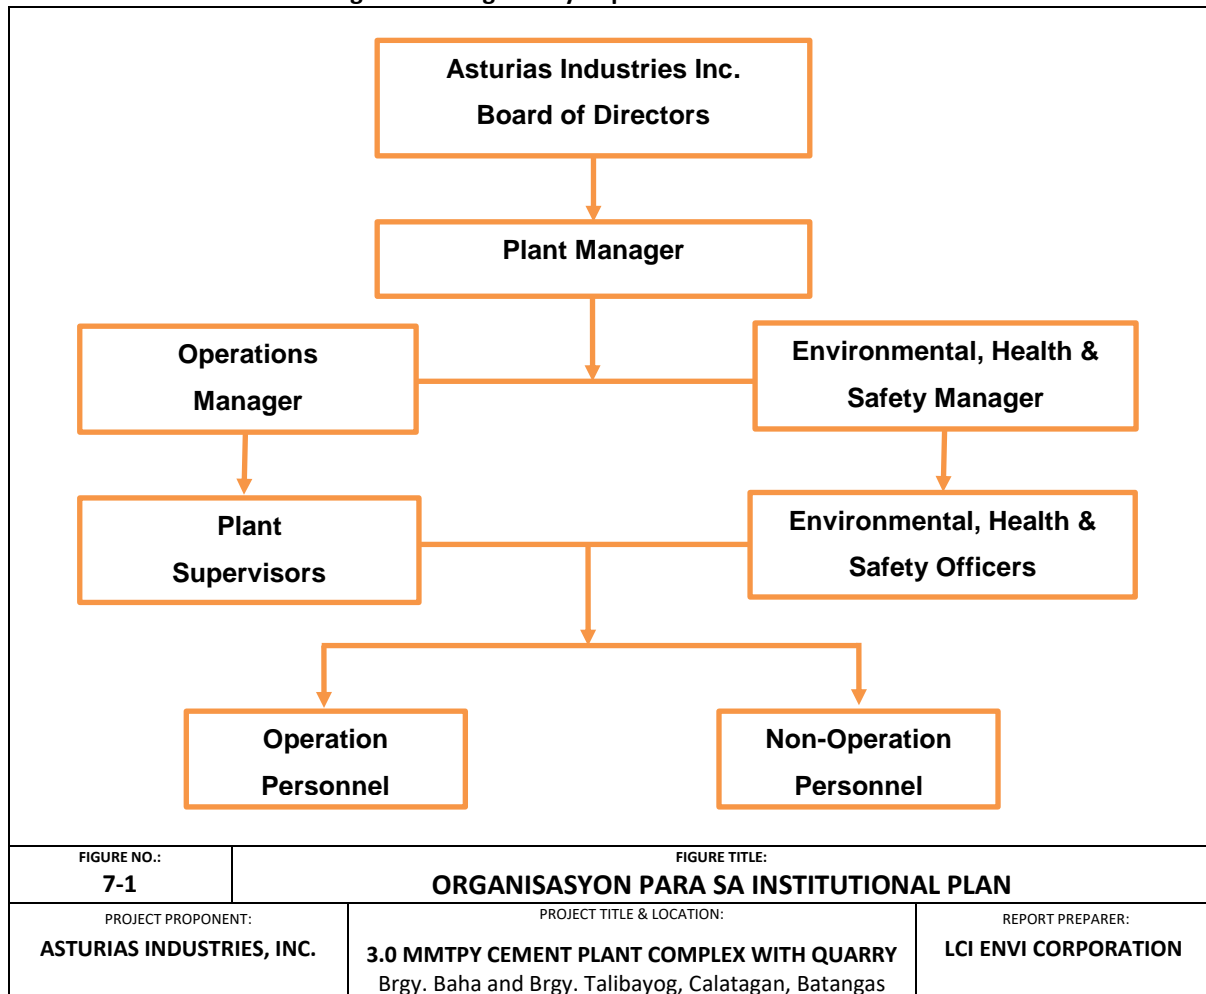 Asturias Industries Inc.
Board of Directors
Plant Manager
Operations
Manager
Environmental, Health &
Safety Manager
Plant
Supervisors
Environmental, Health &
Safety Officers
Operation
Personnel
Non-Operation
Personnel
FIGURE NO.:
7-1
FIGURE TITLE:
ORGANISASYON PARA SA INSTITUTIONAL PLAN
PROJECT PROPONENT:
ASTURIAS INDUSTRIES, INC.
PROJECT TITLE & LOCATION:
3.0 MMTPY CEMENT PLANT COMPLEX WITH QUARRY
Brgy. Baha and Brgy. Talibayog, Calatagan, Batangas
REPORT PREPARER:
LCI ENVI CORPORATION